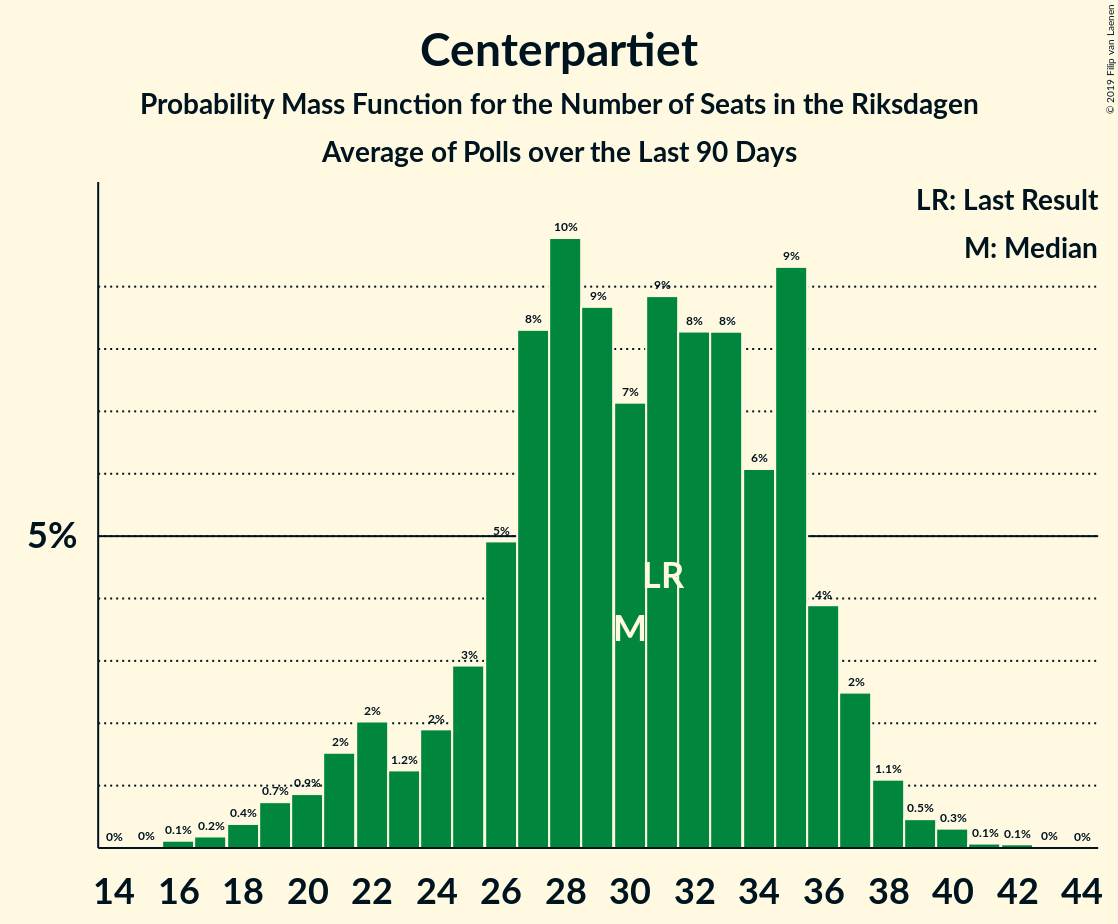 Centerpartiet
Probability Mass Function for the Number of Seats in the Riksdagen
Average of Polls over the Last 90 Days
© 2019 Filip van Laenen
LR: Last Result
M: Median
5%
0% 0% 0.1% 0.2% 0.4% 0.7% 0.9% 2% 2% 1.2% 2% 3% 5% 8% 10% 9% 7% 9% 8% 8% 6% 9% 4% 2% 1.1% 0.5% 0.3% 0.1% 0.1% 0% 0%
LR
M
14 16 18 20 22 24 26 28 30 32 34 36 38 40 42 44